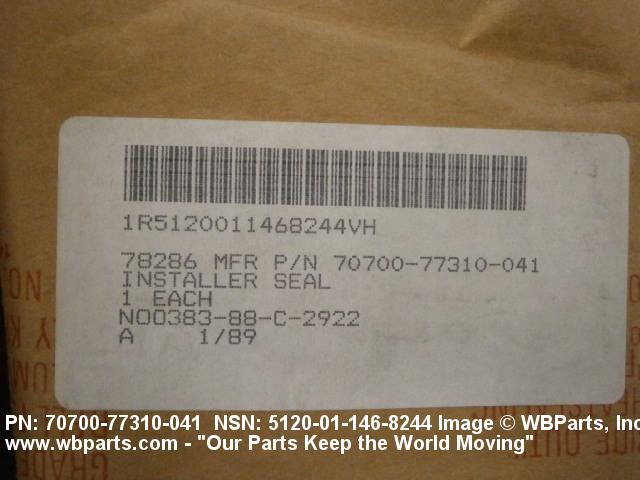 1R5120011468244VH
78286 MFR P/N 70700-77310-041
INSTALLER SEAL
1 EACH
N00383-88-C-2922
A 1/89
PN: 70700-77310-041 NSN: 5120-01-146-8244 Image © WBParts, Inc
www.wbparts.com - "Our Parts Keep the World Moving"
GRADE